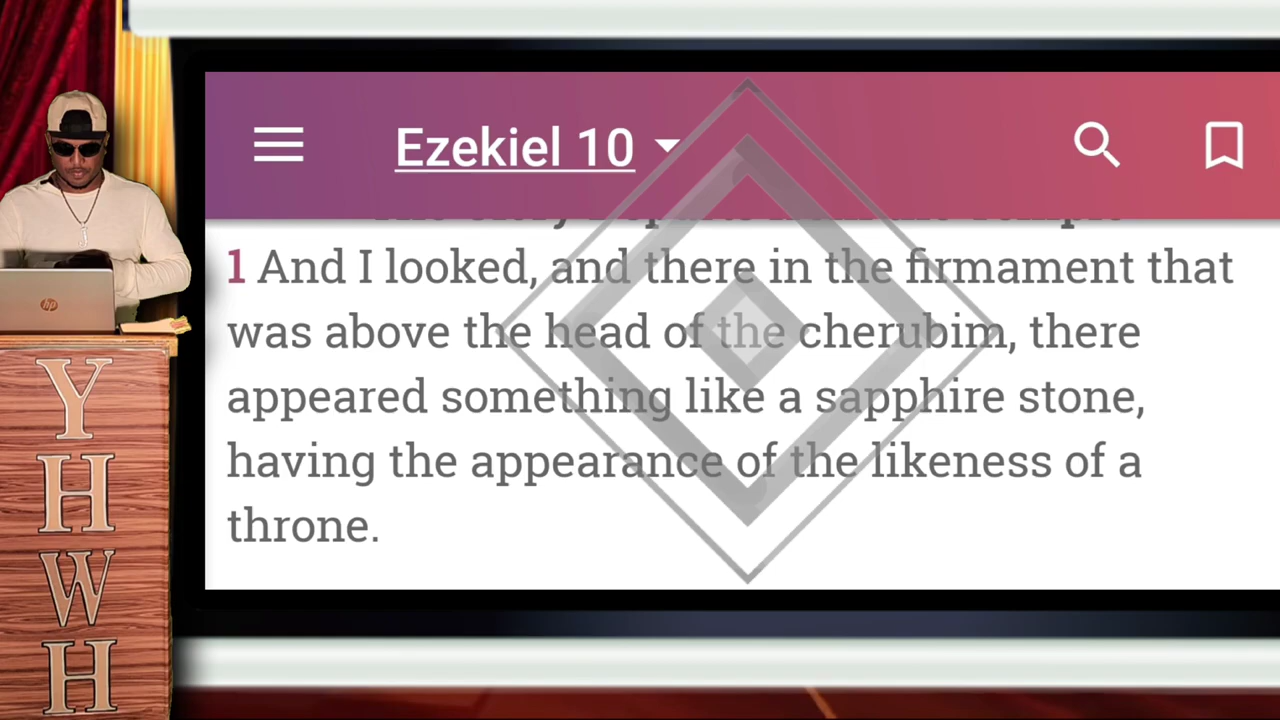 Ezekiel 10
1 And I looked, and there in the firmament that
was above the head of the cherubim, there
appeared something like a sapphire stone,
having the appearance of the likeness of a
throne.
hp
Y
H
W
H